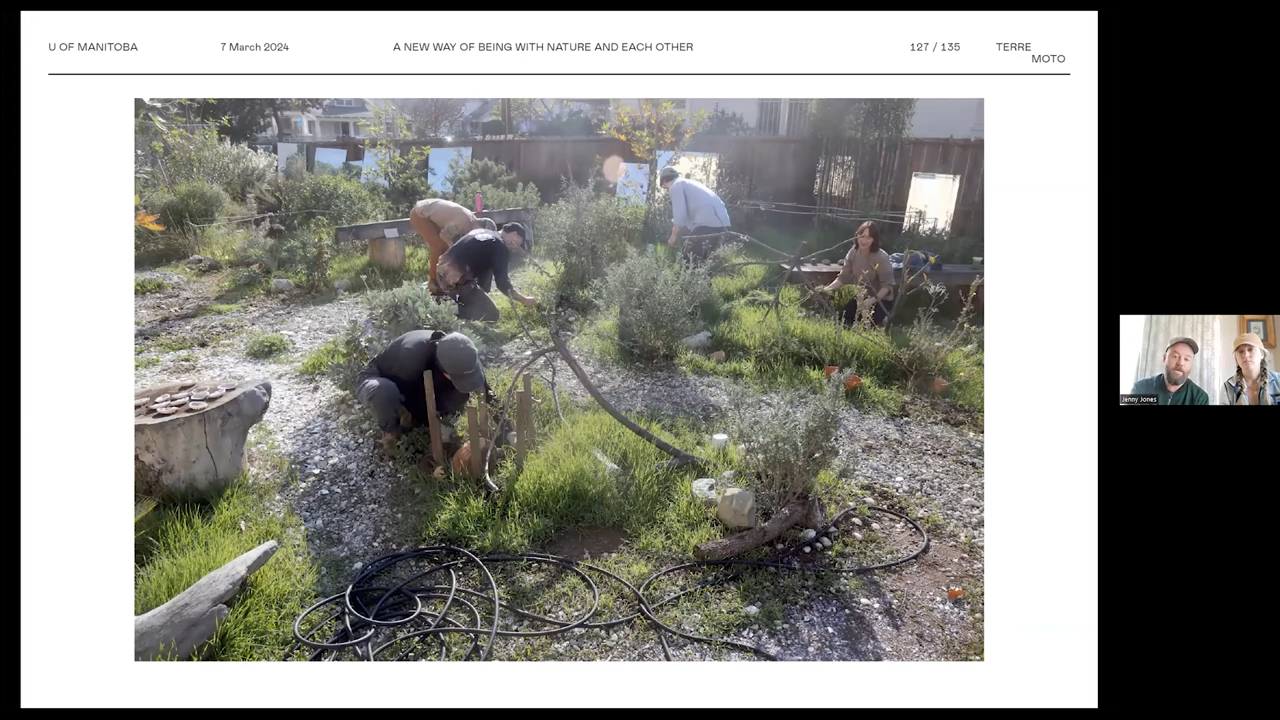 U OF MANITOBA 7 March 2024 A NEW WAY OF BEING WITH NATURE AND EACH OTHER 127 / 135 TERRE
MOTO
Jenny Jones